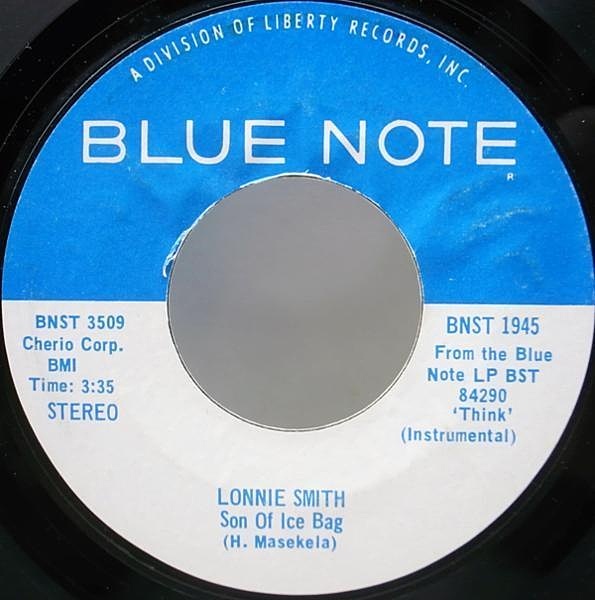 A DIVISION OF LIBERTY RECORDS, INC.
BLUE NOTE
R
BNST 3509
Cherio Corp.
BMI
Time: 3:35
STEREO
BNST 1945
From the Blue
Note LP BST
84290
‘Think’
(Instrumental)
LONNIE SMITH
Son Of Ice Bag
(H. Masekela)